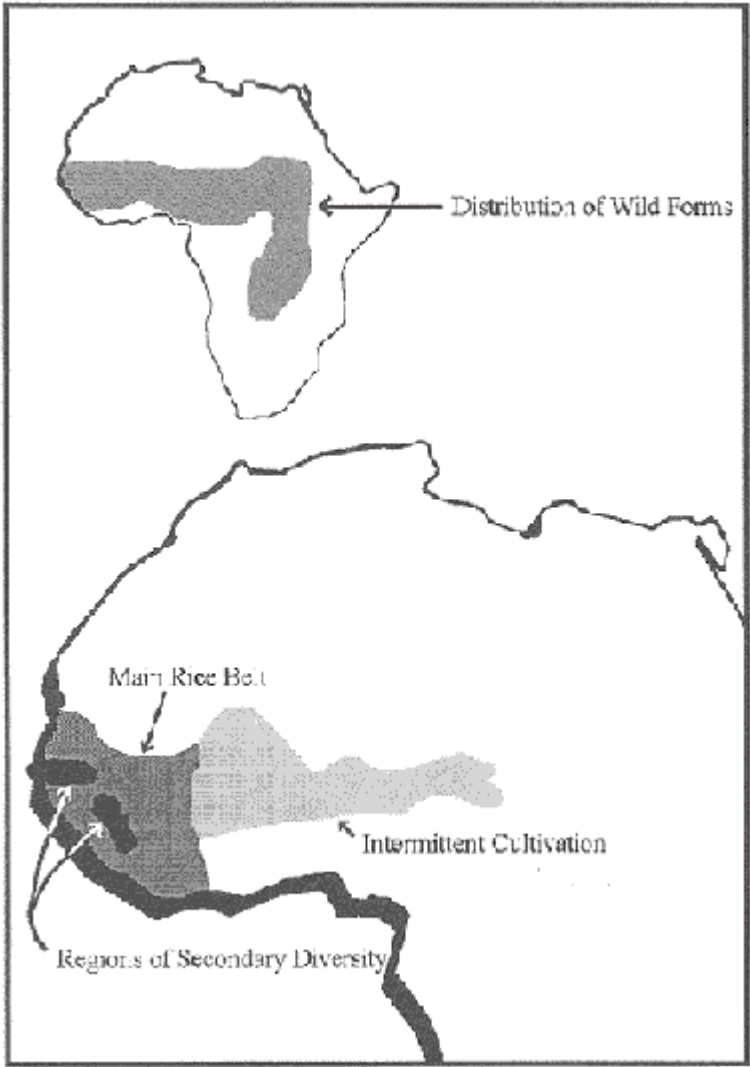 Distribution of Wild Forms
Main Rice Belt
Intermittent Cultivation
Regions of Secondary Diversity